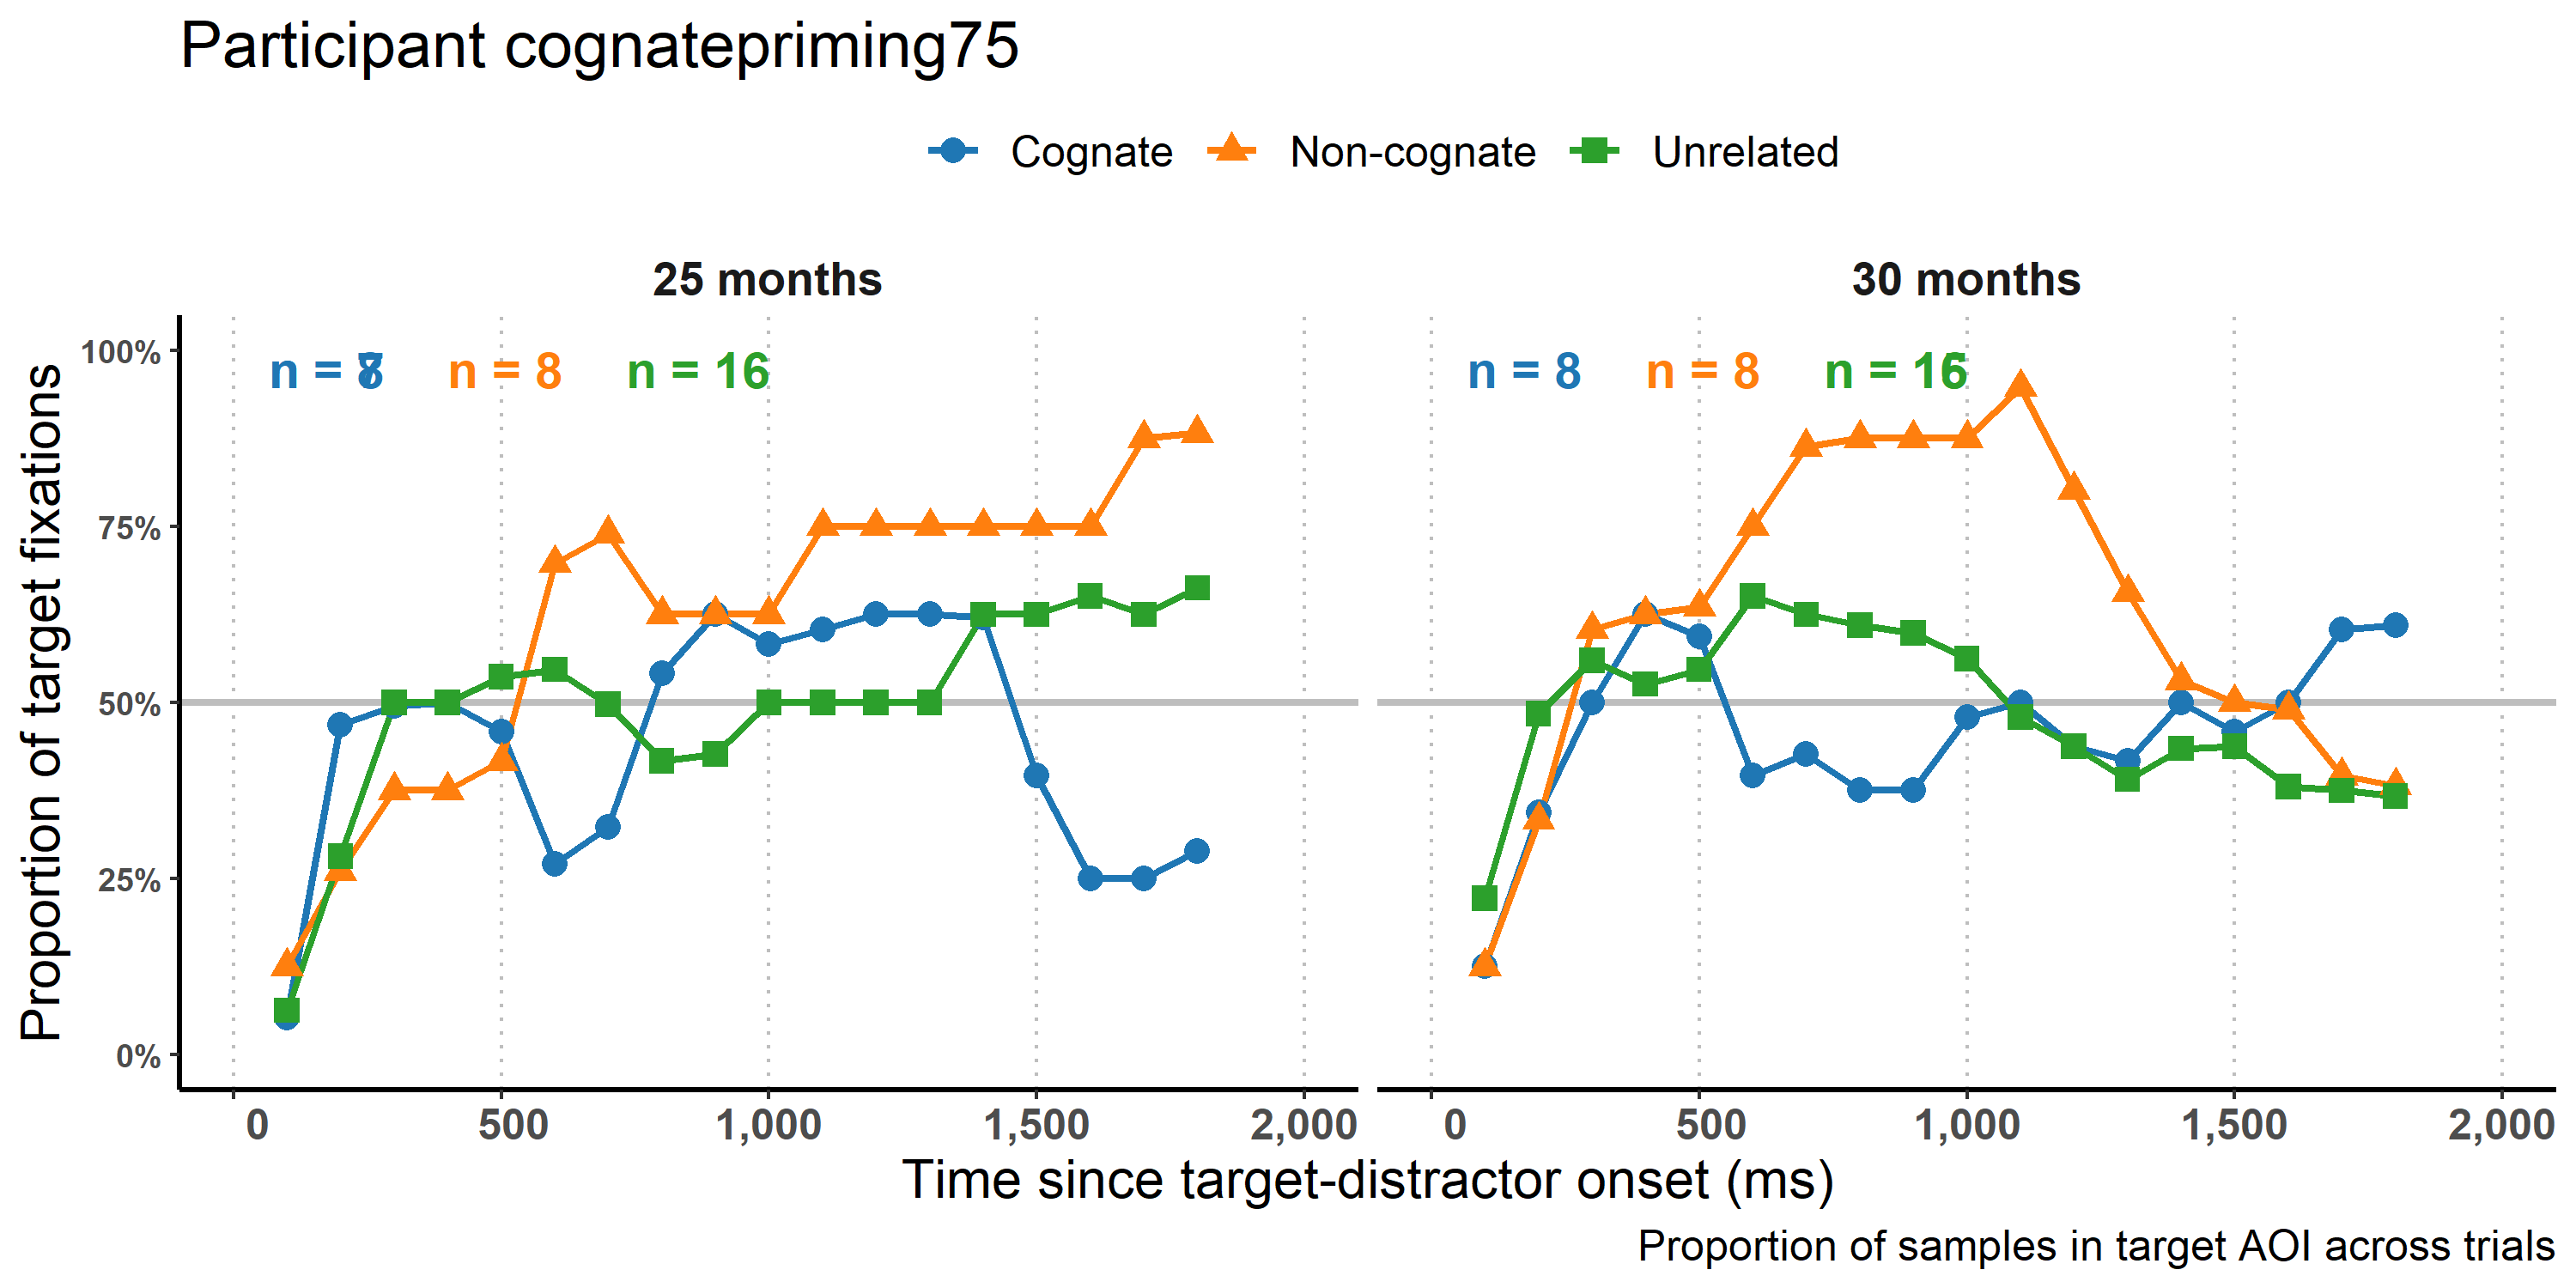 Participant cognatepriming75
Cognate Non-cognate Unrelated
25 months 30 months
100%
75%
50%
25%
0%
n = n = 8 n = 16
n = 8 n = 8 n =
Proportion of target fixations
0 500 1,000 1,500 2,000 0 500 1,000 1,500 2,000
Time since target-distractor onset (ms)
Proportion of samples in target AOI across trials